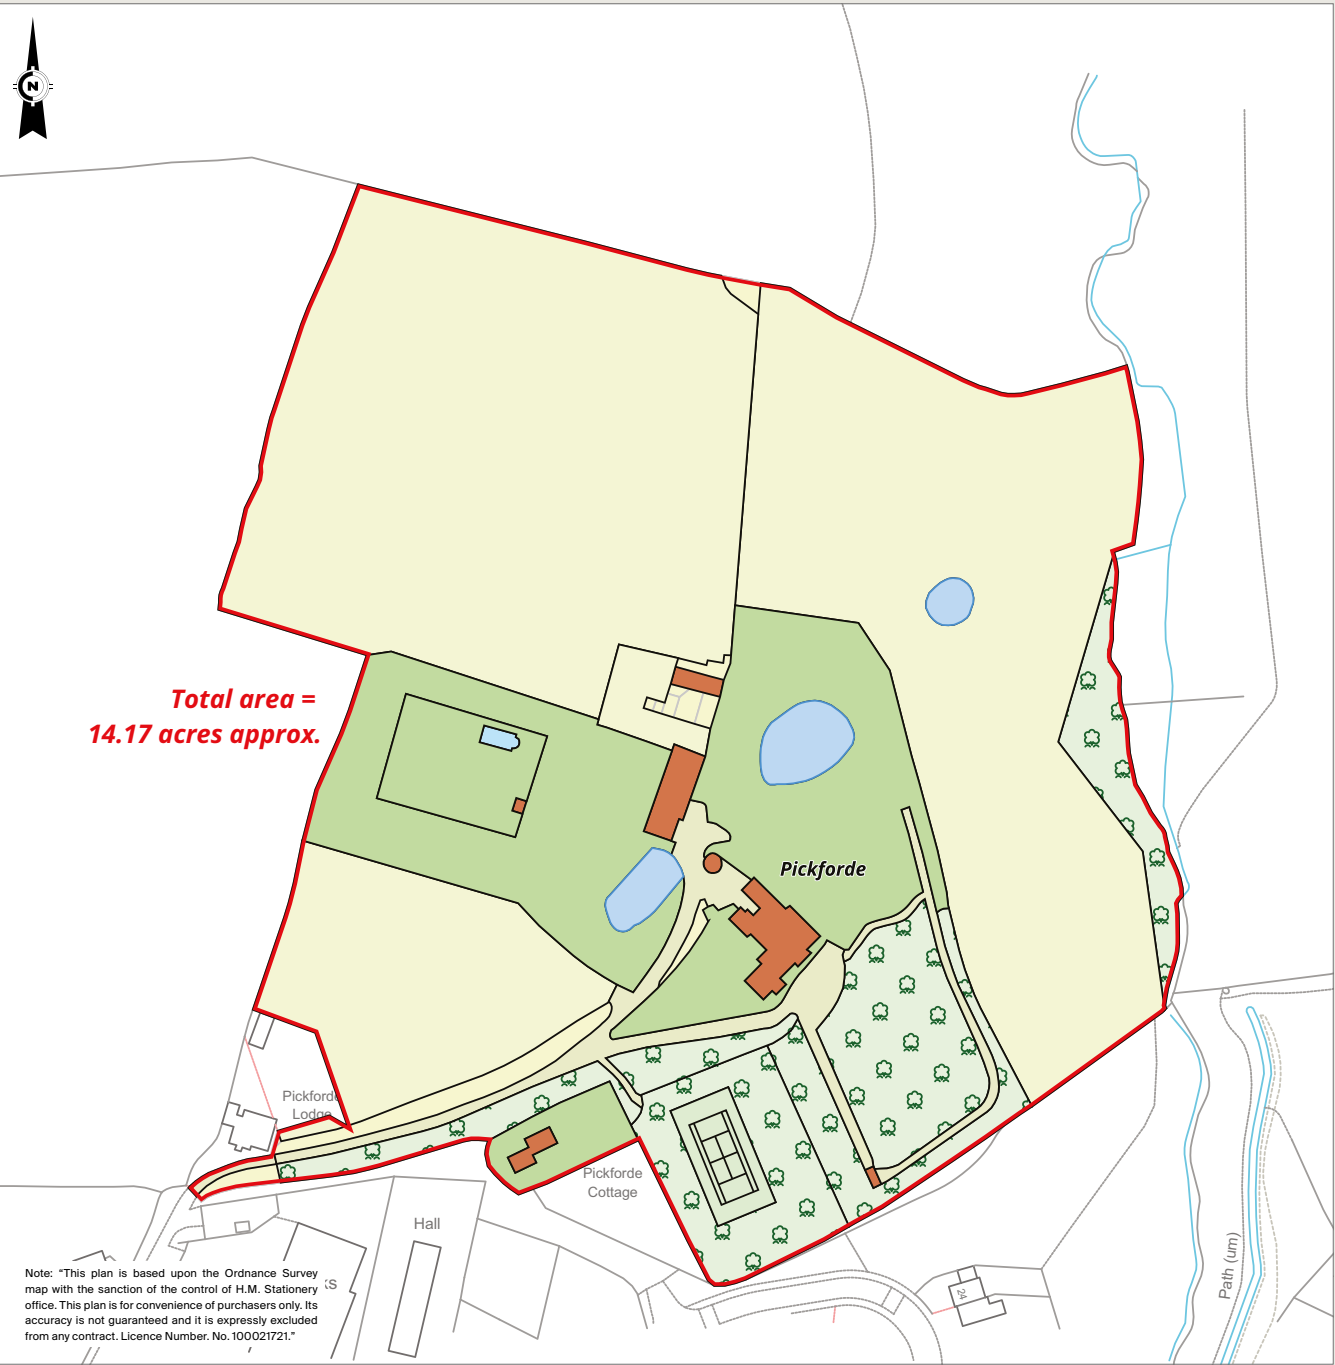 N
Total area =
14.17 acres approx.
Pickforde
Pickforde
Lodge
Pickforde
Cottage
Hall
KS
24
Path (um)
Note: “This plan is based upon the Ordnance Survey
map with the sanction of the control of H.M. Stationery
office. This plan is for convenience of purchasers only. Its
accuracy is not guaranteed and it is expressly excluded
from any contract. Licence Number. No. 100021721.”